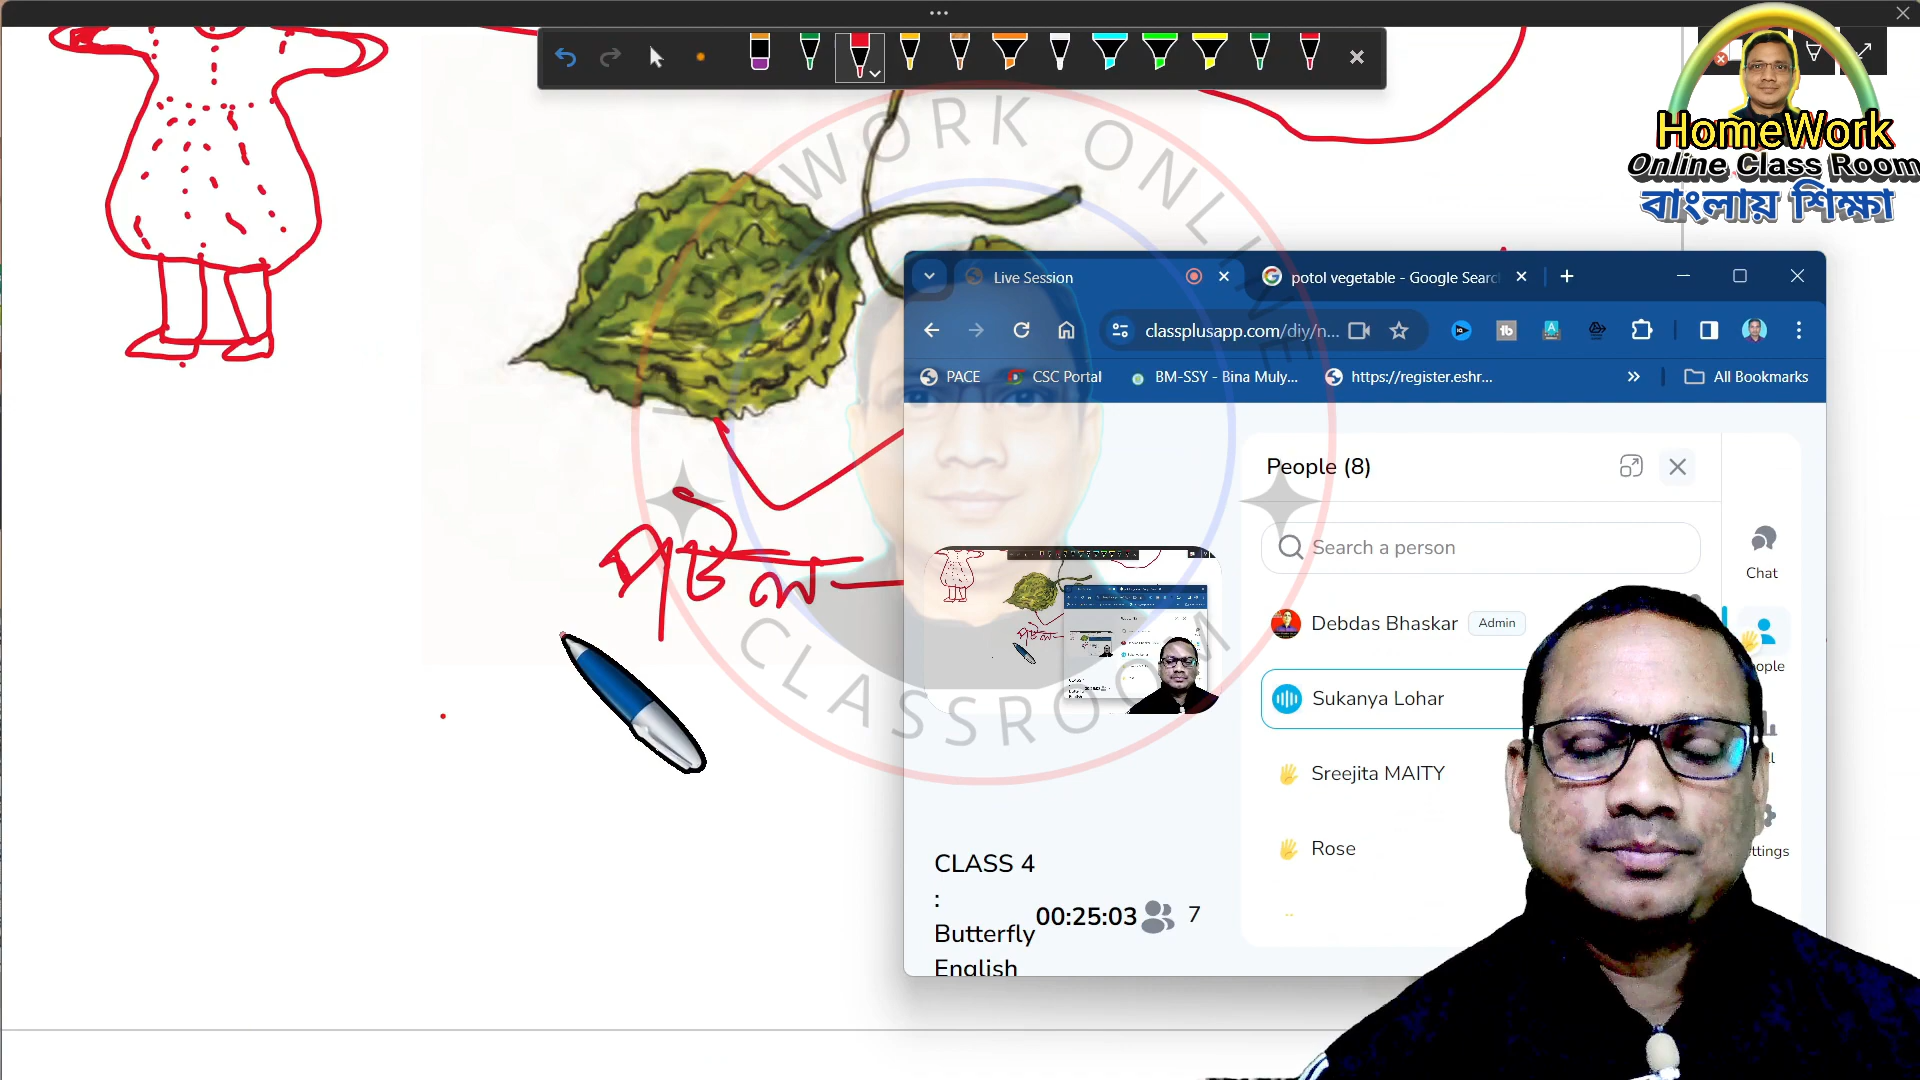 HomeWork
Online Class Room
বাংলায় শিক্ষা
WORK ONLINE
CLASSROOM
Live Session
potol vegetable - Google Searc
classplusapp.com/diy/n...
PACE
CSC Portal
BM-SSY - Bina Muly...
https://register.eshr...
All Bookmarks
People (8)
Search a person
Chat
Debdas Bhaskar
Admin
Sukanya Lohar
Sreejita MAITY
Rose
CLASS 4
:
Butterfly
English
00:25:03
7